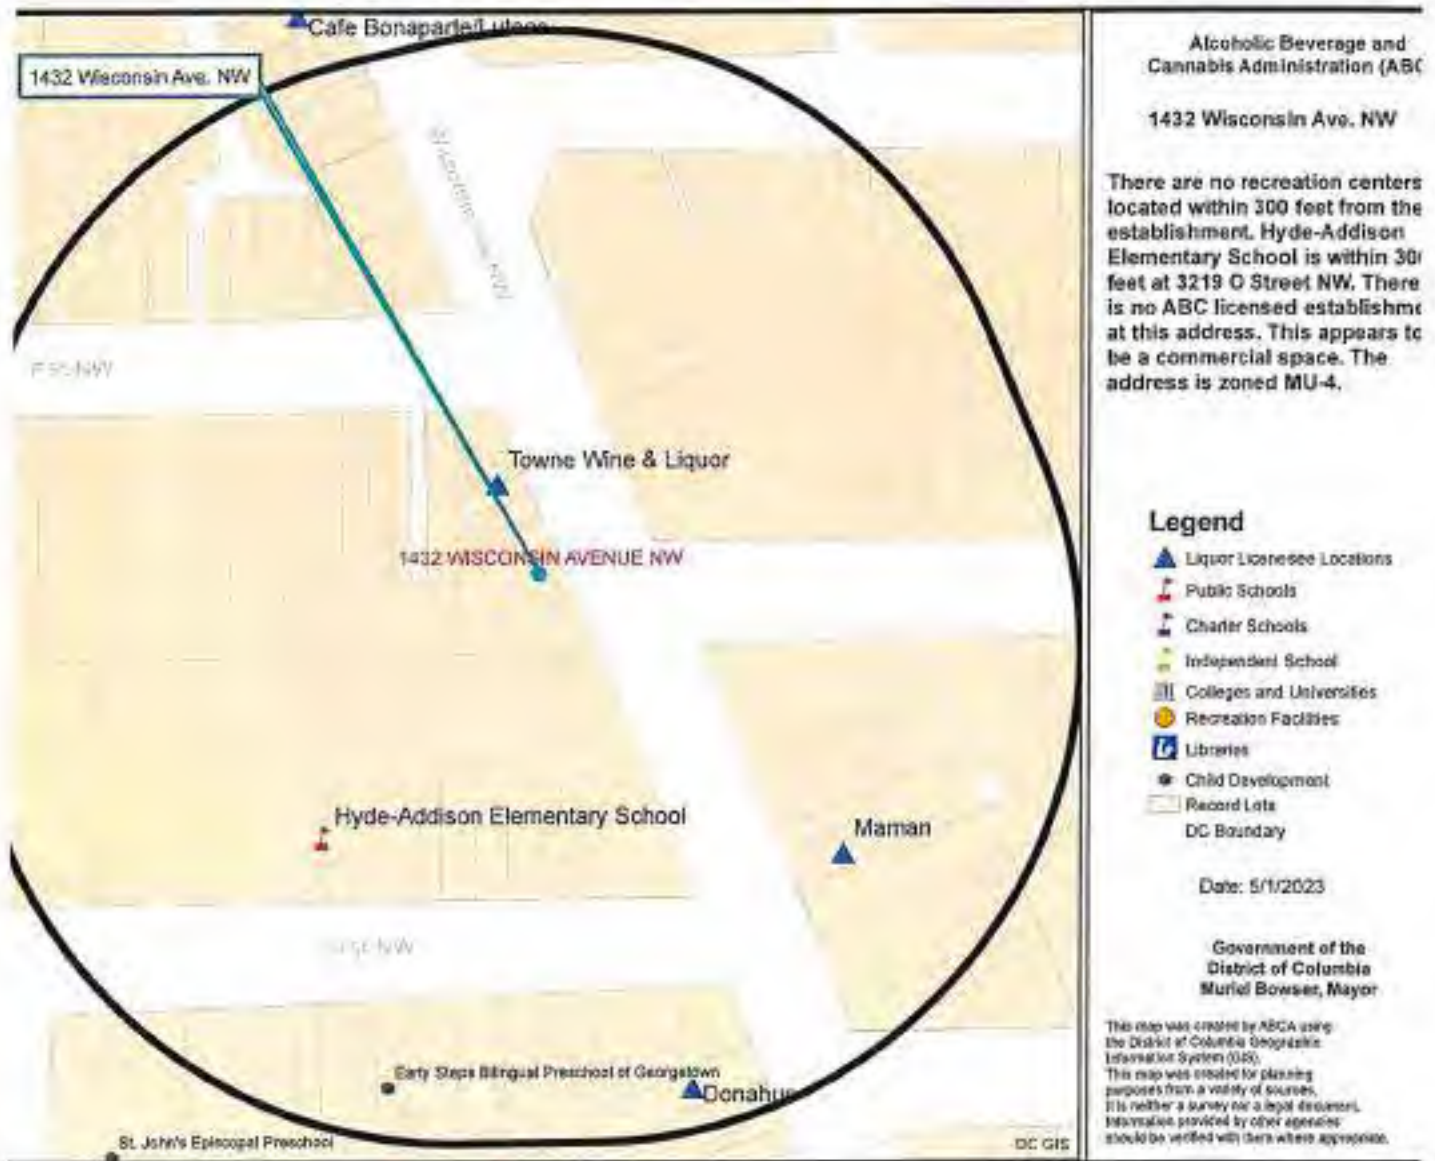 Cafe Bonaparte/Lutece
1432 Wisconsin Ave. NW
NW
Towne Wine & Liquor
1432 WISCONSIN AVENUE NW
Hyde-Addison Elementary School
Maman
NW
Early Steps Bilingual Preschool of Georgetown
Donahue
St. John's Episcopal Preschool
DC GIS
Alcoholic Beverage and
Cannabis Administration (ABC
1432 Wisconsin Ave. NW
There are no recreation centers
located within 300 feet from the
establishment. Hyde-Addison
Elementary School is within 30
feet at 3219 O Street NW. There
is no ABC licensed establishme
at this address. This appears to
be a commercial space. The
address is zoned MU-4.
Legend
Liquor Licensee Locations
Public Schools
Charter Schools
Independent School
Colleges and Universities
Recreation Facilities
Libraries
Child Development
Record Lots
DC Boundary
Date: 5/1/2023
Government of the
District of Columbia
Muriel Bowser, Mayor
This map was created by ABCA using
the District of Columbia Geographic
Information System (GIS).
This map was created for planning
purposes from a variety of sources.
It is neither a survey nor a legal document.
Information provided by other agencies
should be verified with them where appropriate.